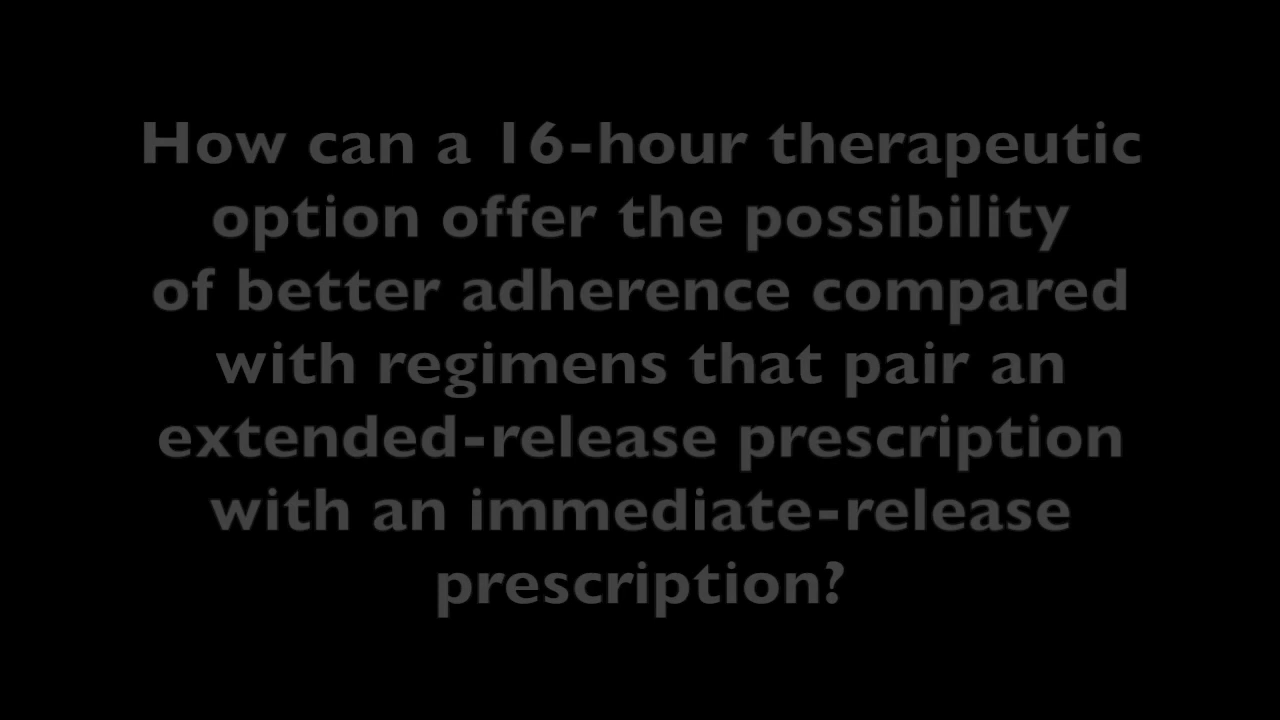 How can a 16-hour therapeutic
option offer the possibility
of better adherence compared
with regimens that pair an
extended-release prescription
with an immediate-release
prescription?